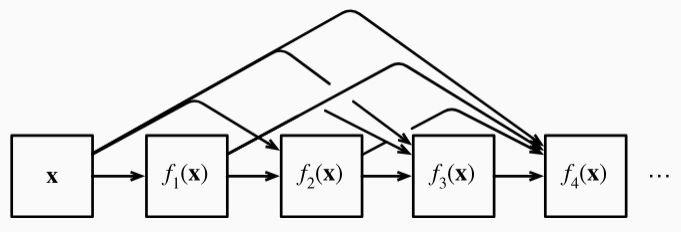 x f₁(x) f₂(x) f₃(x) f₄(x) ···